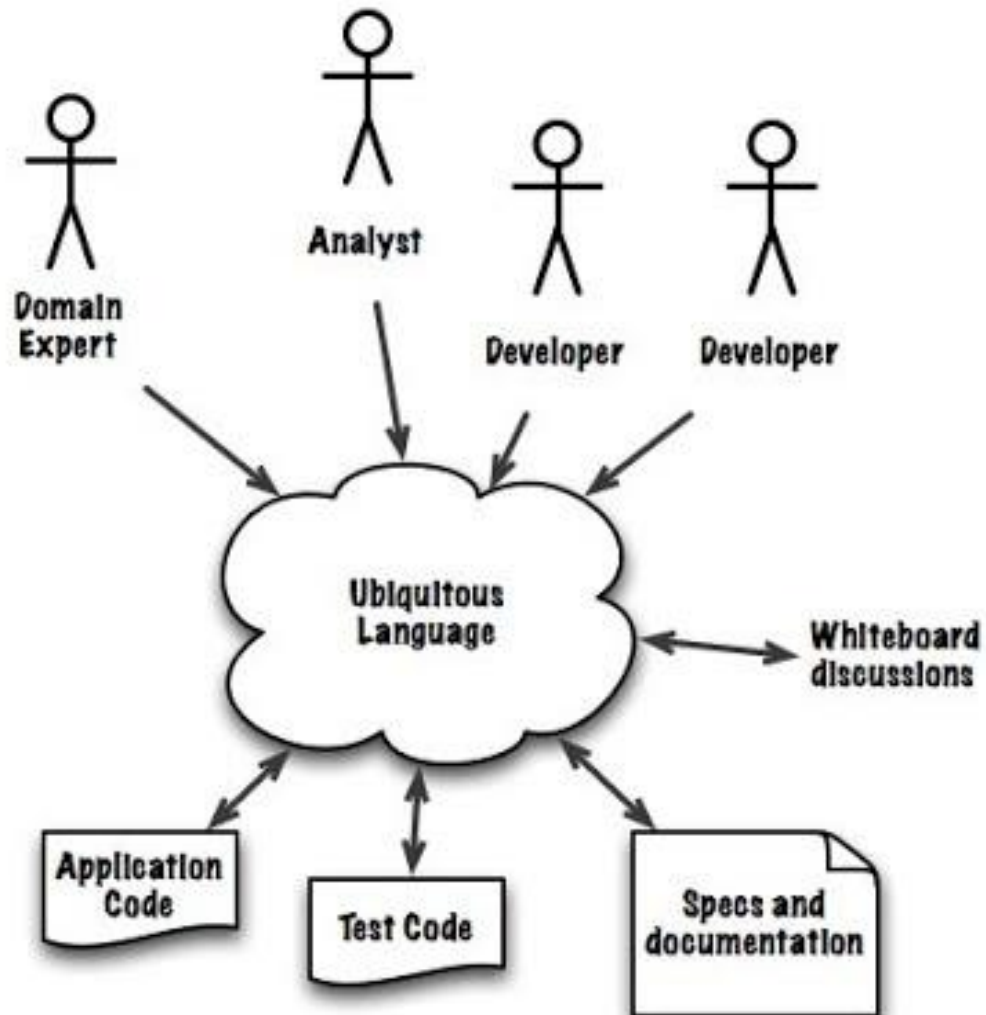 Analyst
Domain
Expert
Developer
Developer
Ubiquitous
Language
Whiteboard
discussions
Application
Code
Test Code
Specs and
documentation